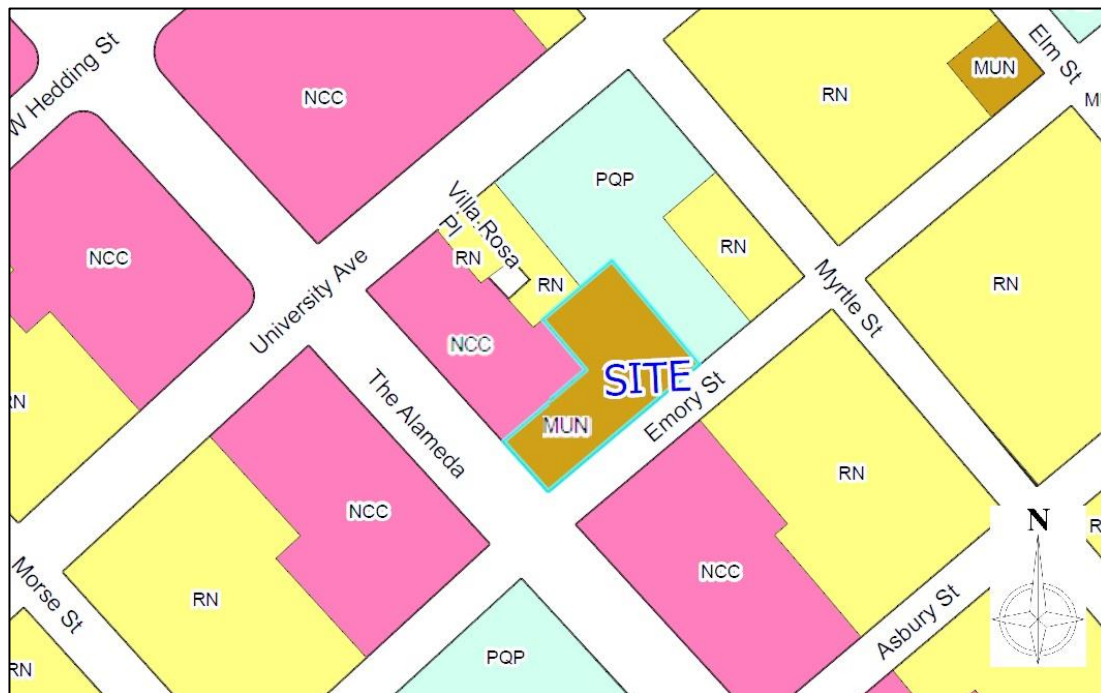 W Hedding St
NCC
Elm St
MUN
RN
MU
PQP
Villa Rosa
Pl
RN
RN
RN
NCC
University Ave
NCC
Myrtle St
RN
SITE
MUN
Emory St
The Alameda
RN
RN
NCC
N
R
NCC
RN
Morse St
Asbury St
PQP
RN